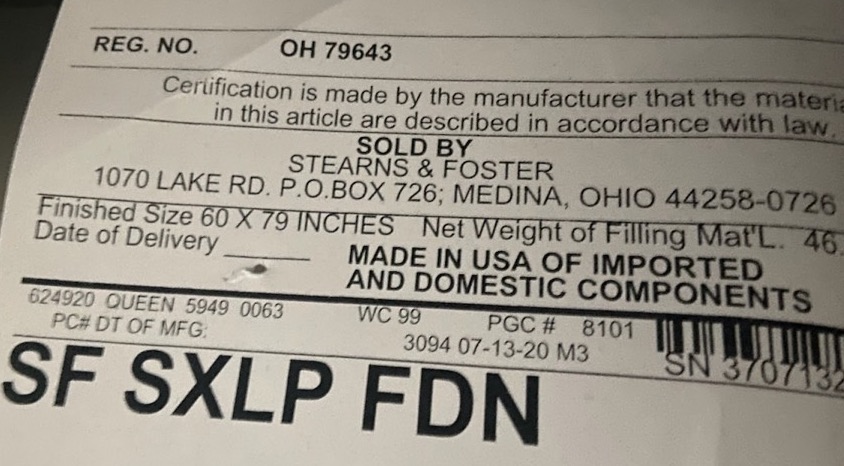 REG. NO. OH 79643
Certification is made by the manufacturer that the materia
in this article are described in accordance with law.
SOLD BY
STEARNS & FOSTER
1070 LAKE RD. P.O.BOX 726; MEDINA, OHIO 44258-0726
Finished Size 60 X 79 INCHES Net Weight of Filling Mat'L. 46.
Date of Delivery
MADE IN USA OF IMPORTED
AND DOMESTIC COMPONENTS
624920 QUEEN 5949 0063 WC 99 PGC # 8101
PC# DT OF MFG: 3094 07-13-20 M3
SN 3707132
SF SXLP FDN